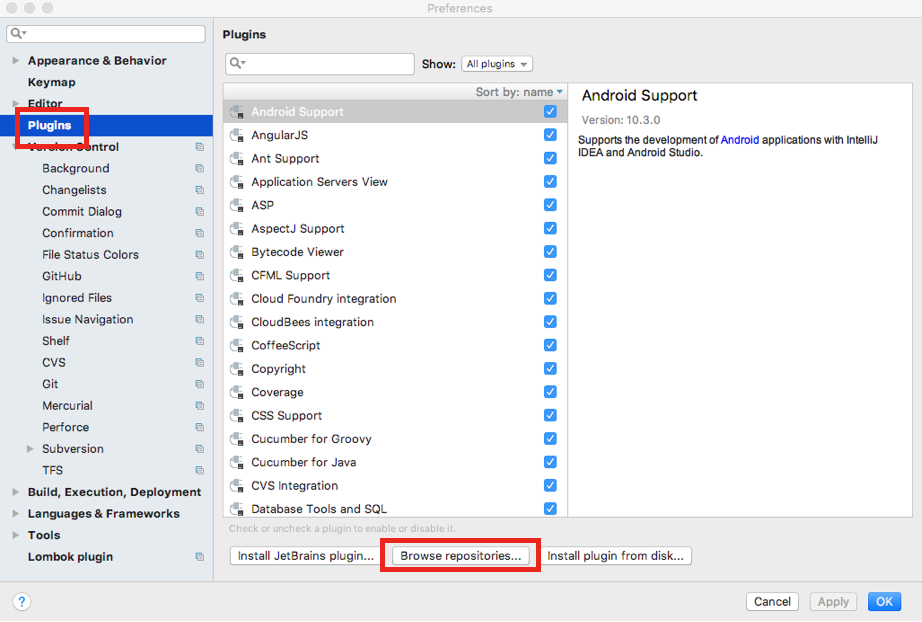 Preferences
Plugins
Show: All plugins
Appearance & Behavior
Keymap
Editor
Plugins
Version Control
Background
Changelists
Commit Dialog
Confirmation
File Status Colors
GitHub
Ignored Files
Issue Navigation
Shelf
CVS
Git
Mercurial
Perforce
Subversion
TFS
Build, Execution, Deployment
Languages & Frameworks
Tools
Lombok plugin
Sort by: name
Android Support
AngularJS
Ant Support
Application Servers View
ASP
AspectJ Support
Bytecode Viewer
CFML Support
Cloud Foundry integration
CloudBees integration
CoffeeScript
Copyright
Coverage
CSS Support
Cucumber for Groovy
Cucumber for Java
CVS Integration
Database Tools and SQL
Check or uncheck a plugin to enable or disable it.
Install JetBrains plugin... Browse repositories... Install plugin from disk...
Android Support
Version: 10.3.0
Supports the development of Android applications with IntelliJ
IDEA and Android Studio.
? Cancel Apply OK